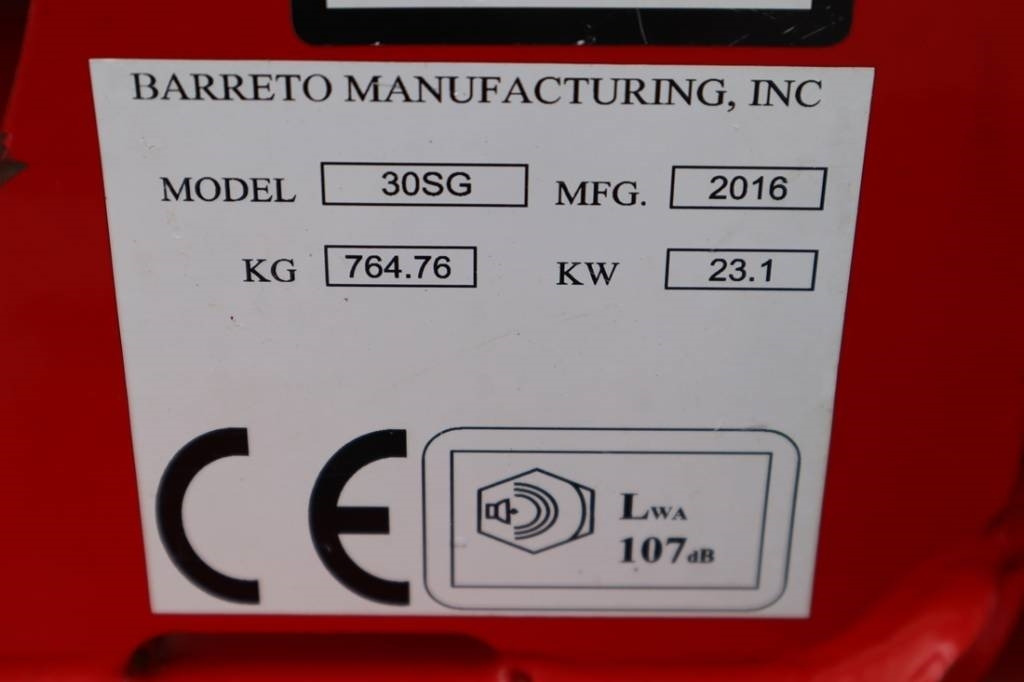 BARRETO MANUFACTURING, INC
MODEL 30SG MFG. 2016
KG 764.76 KW 23.1
CE
LWA
107dB